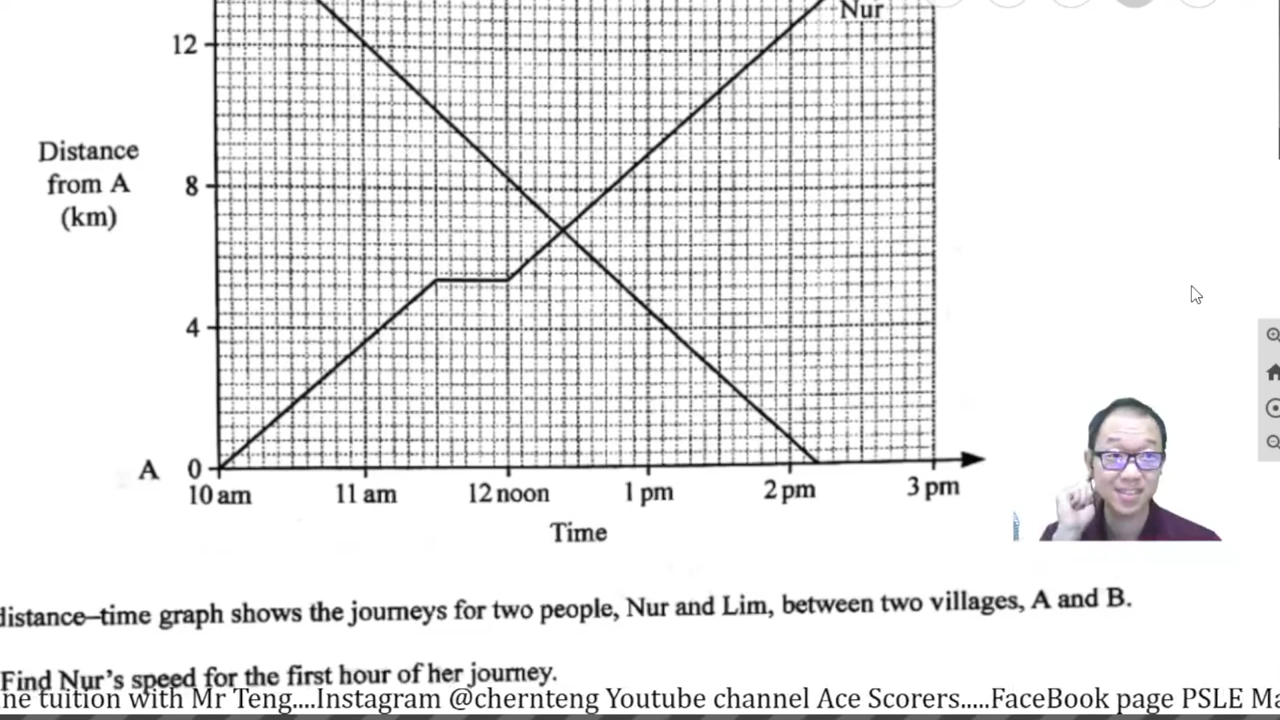 Nur
12
Distance
from A
(km)
8
4
A 0
10 am 11 am 12 noon 1 pm 2 pm 3 pm
Time
distance–time graph shows the journeys for two people, Nur and Lim, between two villages, A and B.
Find Nur's speed for the first hour of her journey.
ne tuition with Mr Teng....Instagram @chernteng Youtube channel Ace Scorers.....FaceBook page PSLE Ma